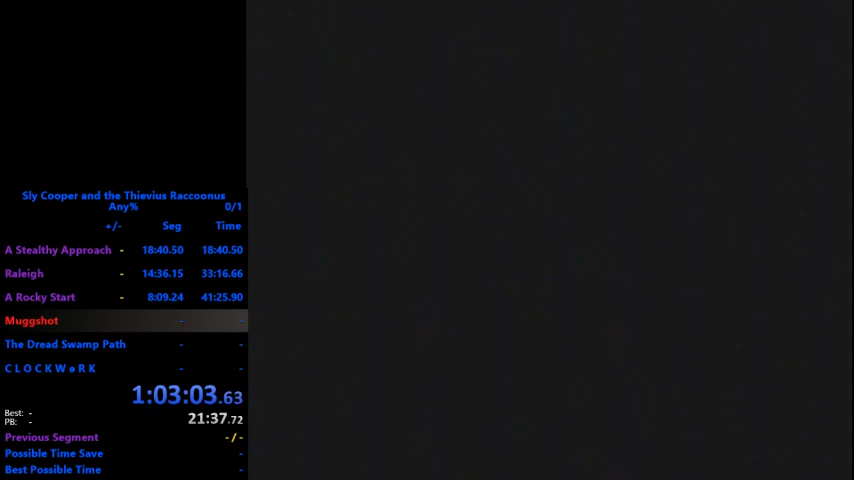 Sly Cooper and the Thievius Raccoonus
Any% 0/1
+/- Seg Time
A Stealthy Approach - 18:40.50 18:40.50
Raleigh - 14:36.15 33:16.66
A Rocky Start - 8:09.24 41:25.90
Muggshot - -
The Dread Swamp Path - -
C L O C K W e R K - -
1:03:03.63
Best: -
PB: -
21:37.72
Previous Segment -/-
Possible Time Save -
Best Possible Time -